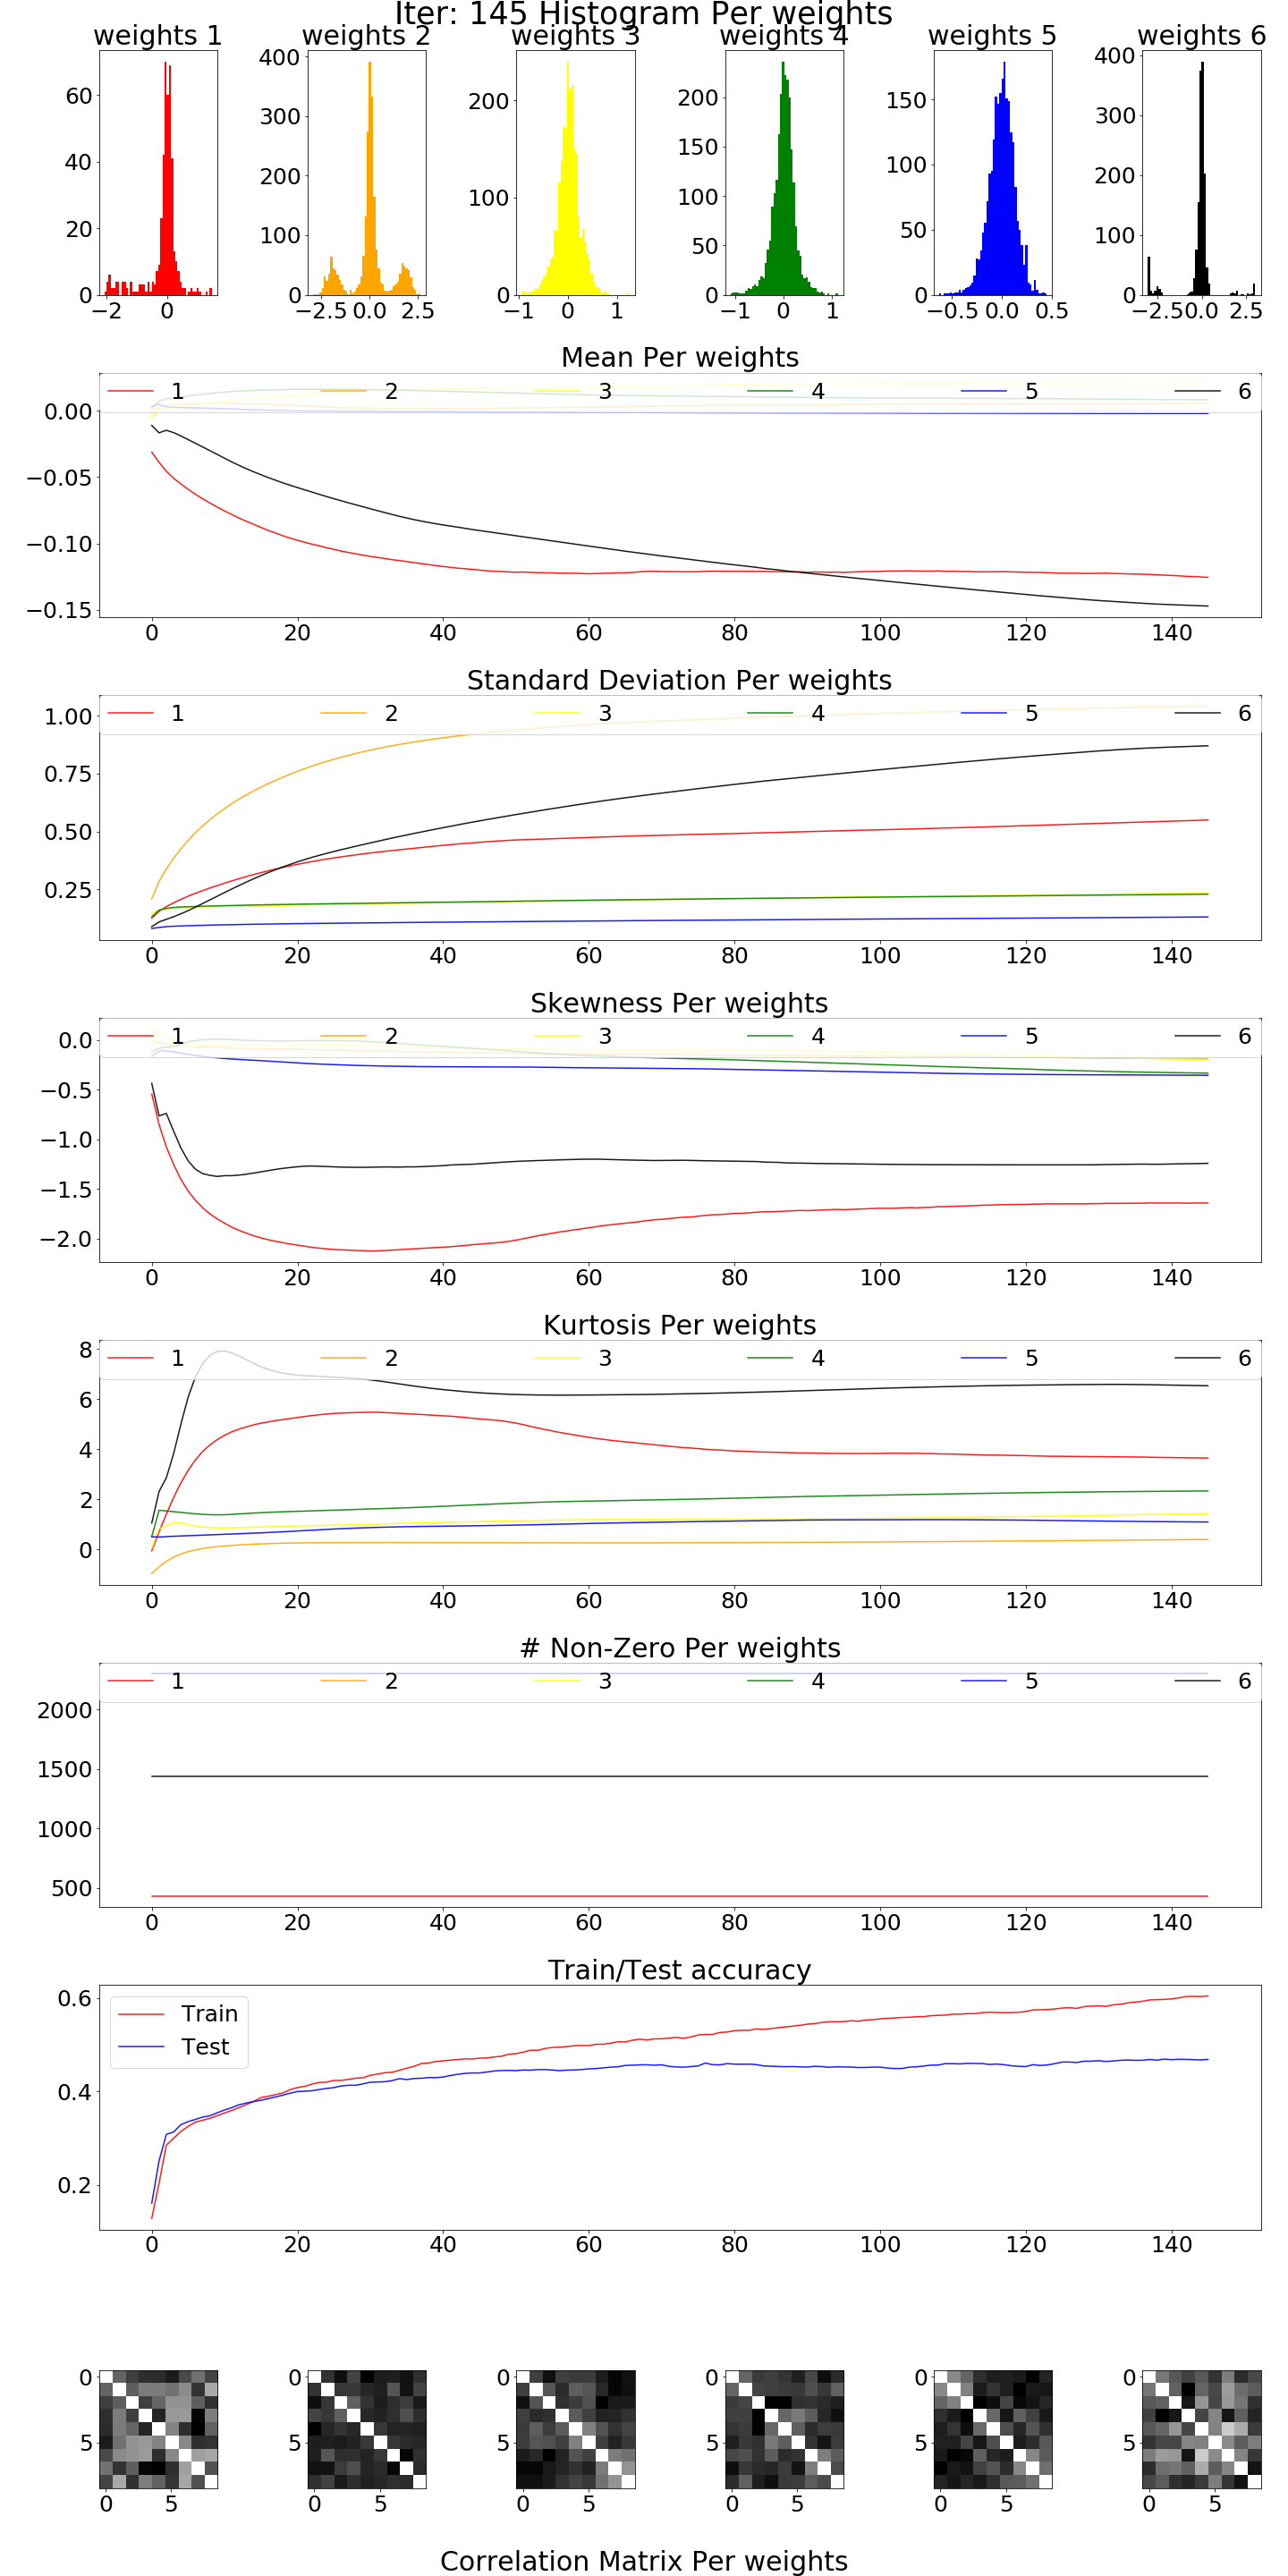 Iter: 145 Histogram Per weights
weights 1 weights 2 weights 3 weights 4 weights 5 weights 6
60 40 20 0
−2 0
400 300 200 100 0
−2.5 0.0 2.5
200 100 0
−1 0 1
200 150 100 50 0
−1 0 1
150 100 50 0
−0.5 0.0 0.5
400 300 200 100 0
−2.5 0.0 2.5
Mean Per weights
1 2 3 4 5 6
0.00
−0.05
−0.10
−0.15
0 20 40 60 80 100 120 140
Standard Deviation Per weights
1 2 3 4 5 6
1.00
0.75
0.50
0.25
0 20 40 60 80 100 120 140
Skewness Per weights
1 2 3 4 5 6
0.0
−0.5
−1.0
−1.5
−2.0
0 20 40 60 80 100 120 140
Kurtosis Per weights
1 2 3 4 5 6
8
6
4
2
0
0 20 40 60 80 100 120 140
# Non-Zero Per weights
1 2 3 4 5 6
2000
1500
1000
500
0 20 40 60 80 100 120 140
Train/Test accuracy
Train
Test
0.6
0.4
0.2
0 20 40 60 80 100 120 140
0 0 0 0 0 0
5 5 5 5 5 5
0 5 0 5 0 5 0 5 0 5 0 5
Correlation Matrix Per weights